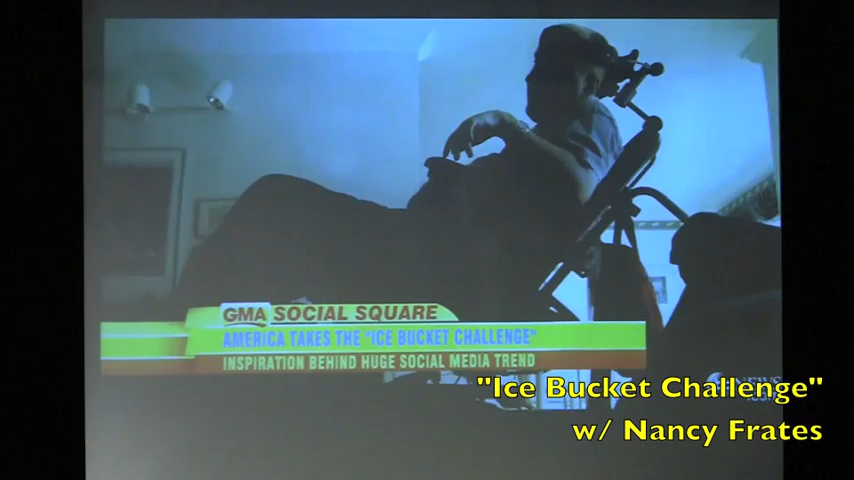 GMA SOCIAL SQUARE
AMERICA TAKES THE "ICE BUCKET CHALLENGE"
INSPIRATION BEHIND HUGE SOCIAL MEDIA TREND
NEWS
"Ice Bucket Challenge"
w/ Nancy Frates